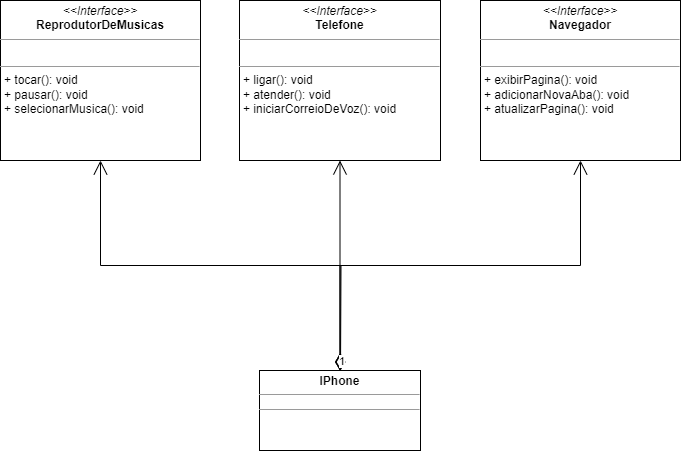 <<Interface>>
ReprodutorDeMusicas
+ tocar(): void
+ pausar(): void
+ selecionarMusica(): void
<<Interface>>
Telefone
+ ligar(): void
+ atender(): void
+ iniciarCorreioDeVoz(): void
<<Interface>>
Navegador
+ exibirPagina(): void
+ adicionarNovaAba(): void
+ atualizarPagina(): void
1
IPhone